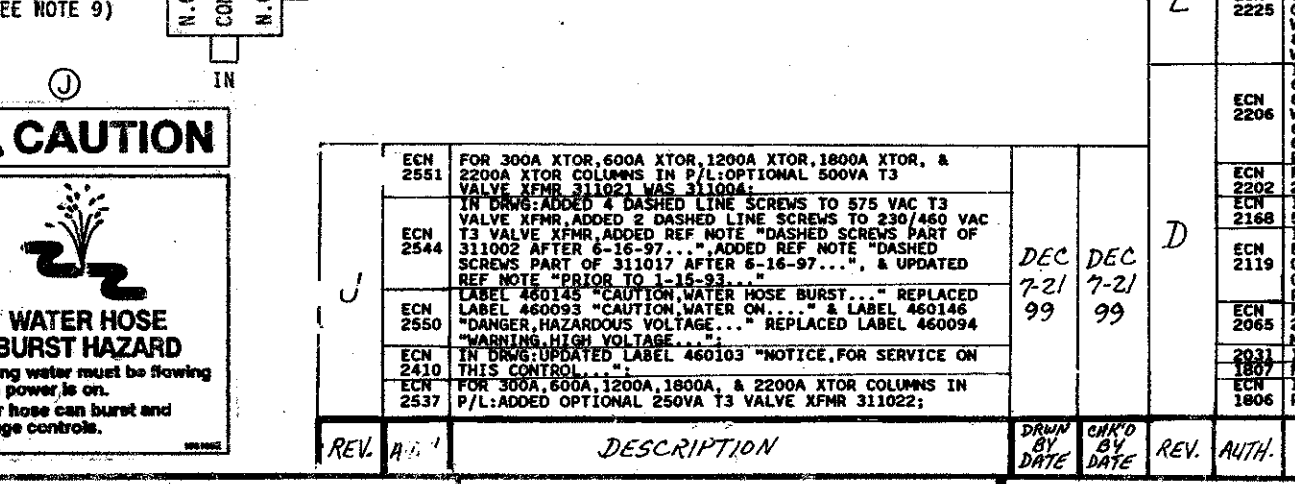 EE NOTE 9)
N.
CO
N.
IN
J
CAUTION
WATER HOSE
BURST HAZARD
ng water must be flowing
power is on.
r hose can burst and
ge controls.
J
ECN 2551 FOR 300A XTOR,600A XTOR,1200A XTOR,1800A XTOR, &
2200A XTOR COLUMNS IN P/L:OPTIONAL 500VA T3
VALVE XFMR 311021 WAS 311004;
ECN 2544 IN DRWG:ADDED 4 DASHED LINE SCREWS TO 575 VAC T3
VALVE XFMR,ADDED 2 DASHED LINE SCREWS TO 230/460 VAC
T3 VALVE XFMR,ADDED REF NOTE "DASHED SCREWS PART OF
311002 AFTER 6-16-97...",ADDED REF NOTE "DASHED
SCREWS PART OF 311017 AFTER 6-16-97...", & UPDATED
REF NOTE "PRIOR TO 1-15-93..."
ECN 2550 LABEL 460145 "CAUTION,WATER HOSE BURST..." REPLACED
LABEL 460093 "CAUTION,WATER ON...." & LABEL 460146
"DANGER,HAZARDOUS VOLTAGE..." REPLACED LABEL 460094
"WARNING,HIGH VOLTAGE...";
ECN 2410 IN DRWG:UPDATED LABEL 460103 "NOTICE,FOR SERVICE ON
THIS CONTROL...";
ECN 2537 FOR 300A,600A,1200A,1800A, & 2200A XTOR COLUMNS IN
P/L:ADDED OPTIONAL 250VA T3 VALVE XFMR 311022;
DEC 7-21 99
DEC 7-21 99
REV.
DESCRIPTION
DRWN BY DATE
CHK'D BY DATE
2225
ECN 2206
ECN 2202
ECN 2168
D
ECN 2119
ECN 2065
2031
1807
ECN 1806
REV.
AUTH.